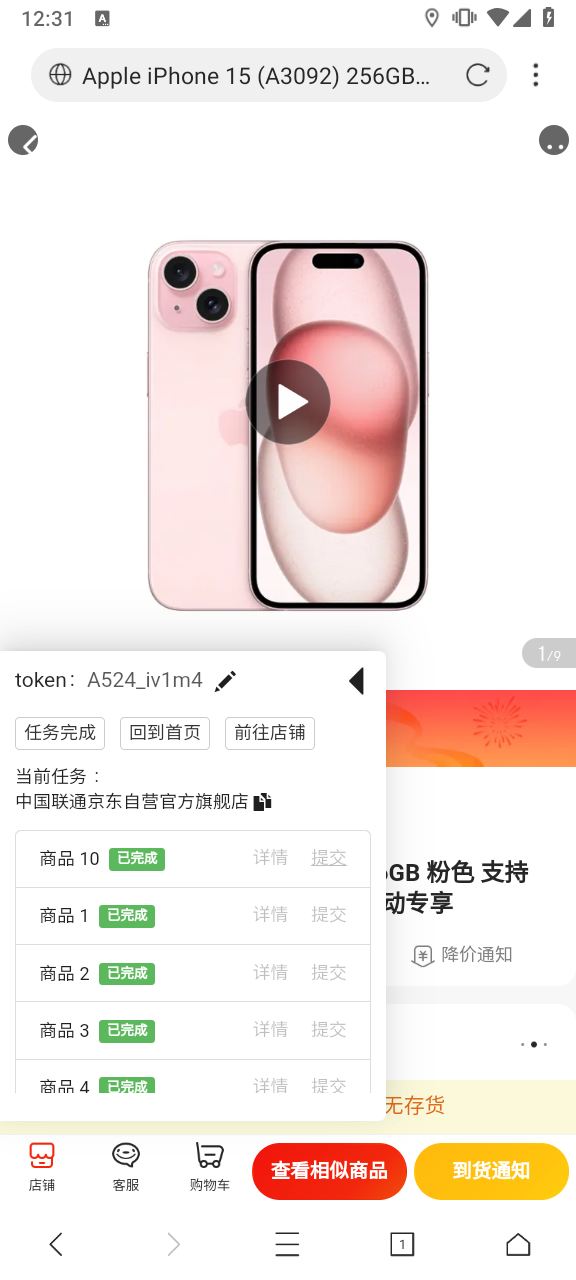 12:31
A
Apple iPhone 15 (A3092) 256GB...
1/9
token: A524_iv1m4
任务完成
回到首页
前往店铺
当前任务：
中国联通京东自营官方旗舰店
商品 10 已完成 详情 提交
商品 1 已完成 详情 提交
商品 2 已完成 详情 提交
商品 3 已完成 详情 提交
商品 4 已完成 详情 提交
GB 粉色 支持
动专享
降价通知
无存货
店铺
客服
购物车
查看相似商品
到货通知
1